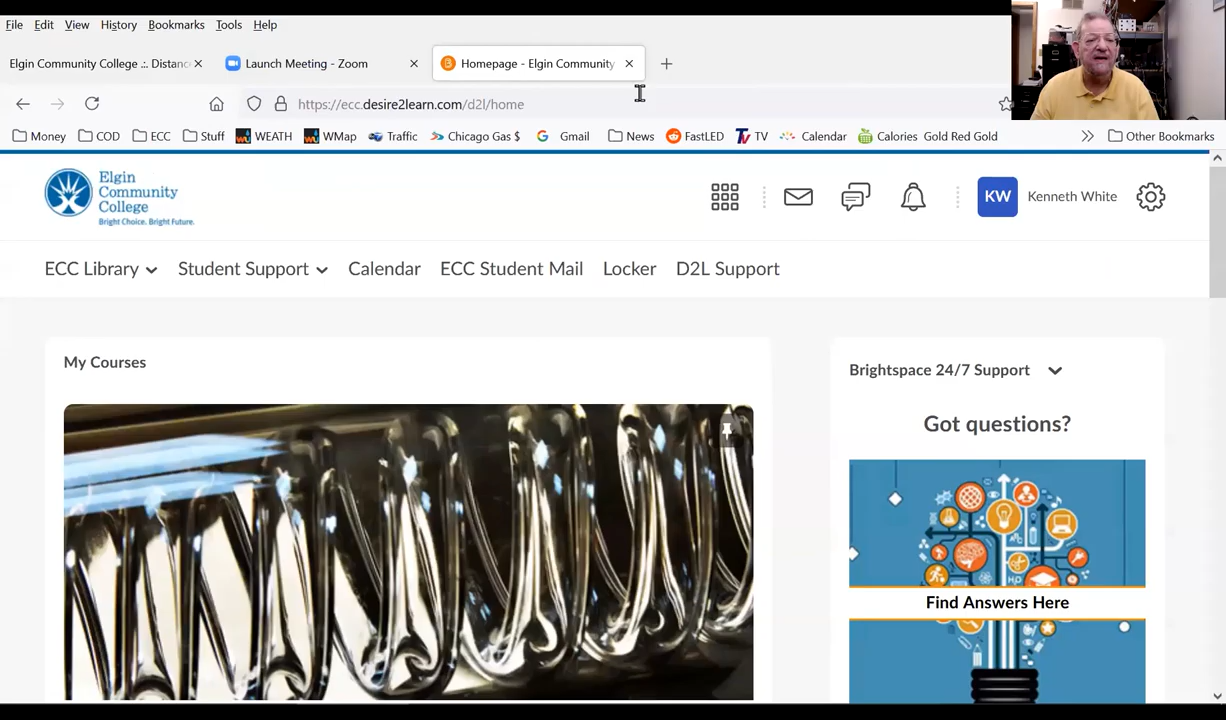 File Edit View History Bookmarks Tools Help
Elgin Community College .:. Distanc
Launch Meeting - Zoom
Homepage - Elgin Community
https://ecc.desire2learn.com/d2l/home
Money COD ECC Stuff WEATH WMap Traffic Chicago Gas $ Gmail News FastLED TV Calendar Calories Gold Red Gold Other Bookmarks
Elgin
Community
College
Bright Choice. Bright Future.
KW Kenneth White
ECC Library Student Support Calendar ECC Student Mail Locker D2L Support
My Courses
Brightspace 24/7 Support
Got questions?
Find Answers Here